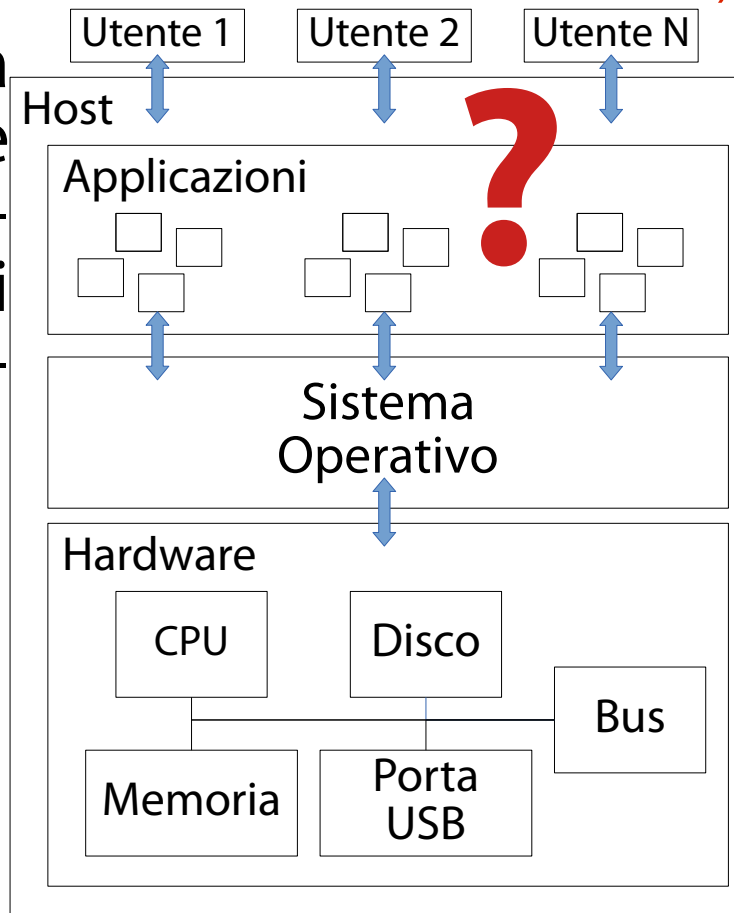 Utente 1
Utente 2
Utente N
Host
Applicazioni
?
Sistema
Operativo
Hardware
CPU
Disco
Bus
Memoria
Porta
USB